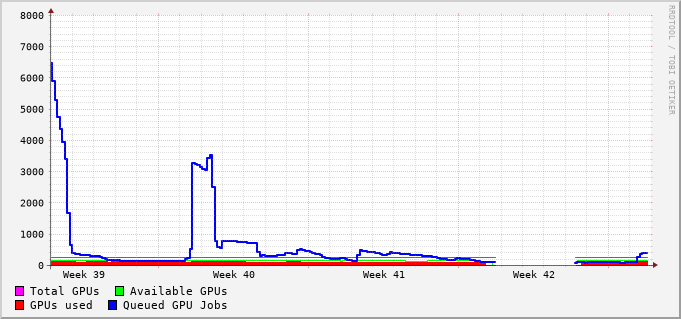 8000
7000
6000
5000
4000
3000
2000
1000
0
Week 39 Week 40 Week 41 Week 42
Total GPUs Available GPUs
GPUs used Queued GPU Jobs
RRDTOOL / TOBI OETIKER